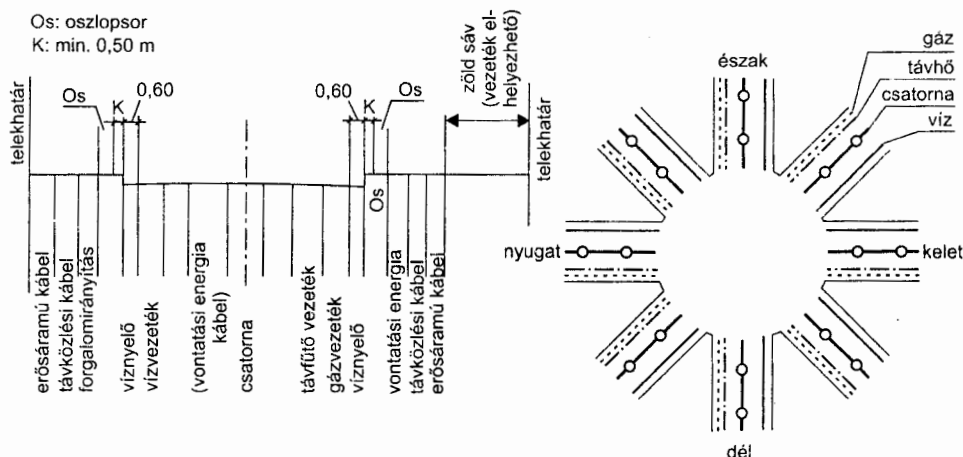 Os: oszlopsor
K: min. 0,50 m
telekhatár
Os
K
0,60
0,60
K
Os
zöld sáv
(vezeték el-
helyezhető)
telekhatár
Os
erősáramú kábel
távközlési kábel
forgalomirányítás
víznyelő
vízvezeték
(vontatási energia
kábel)
csatorna
távfűtő vezeték
gázvezeték
víznyelő
vontatási energia
távközlési kábel
erősáramú kábel
észak
gáz
távhő
csatorna
víz
nyugat
kelet
dél